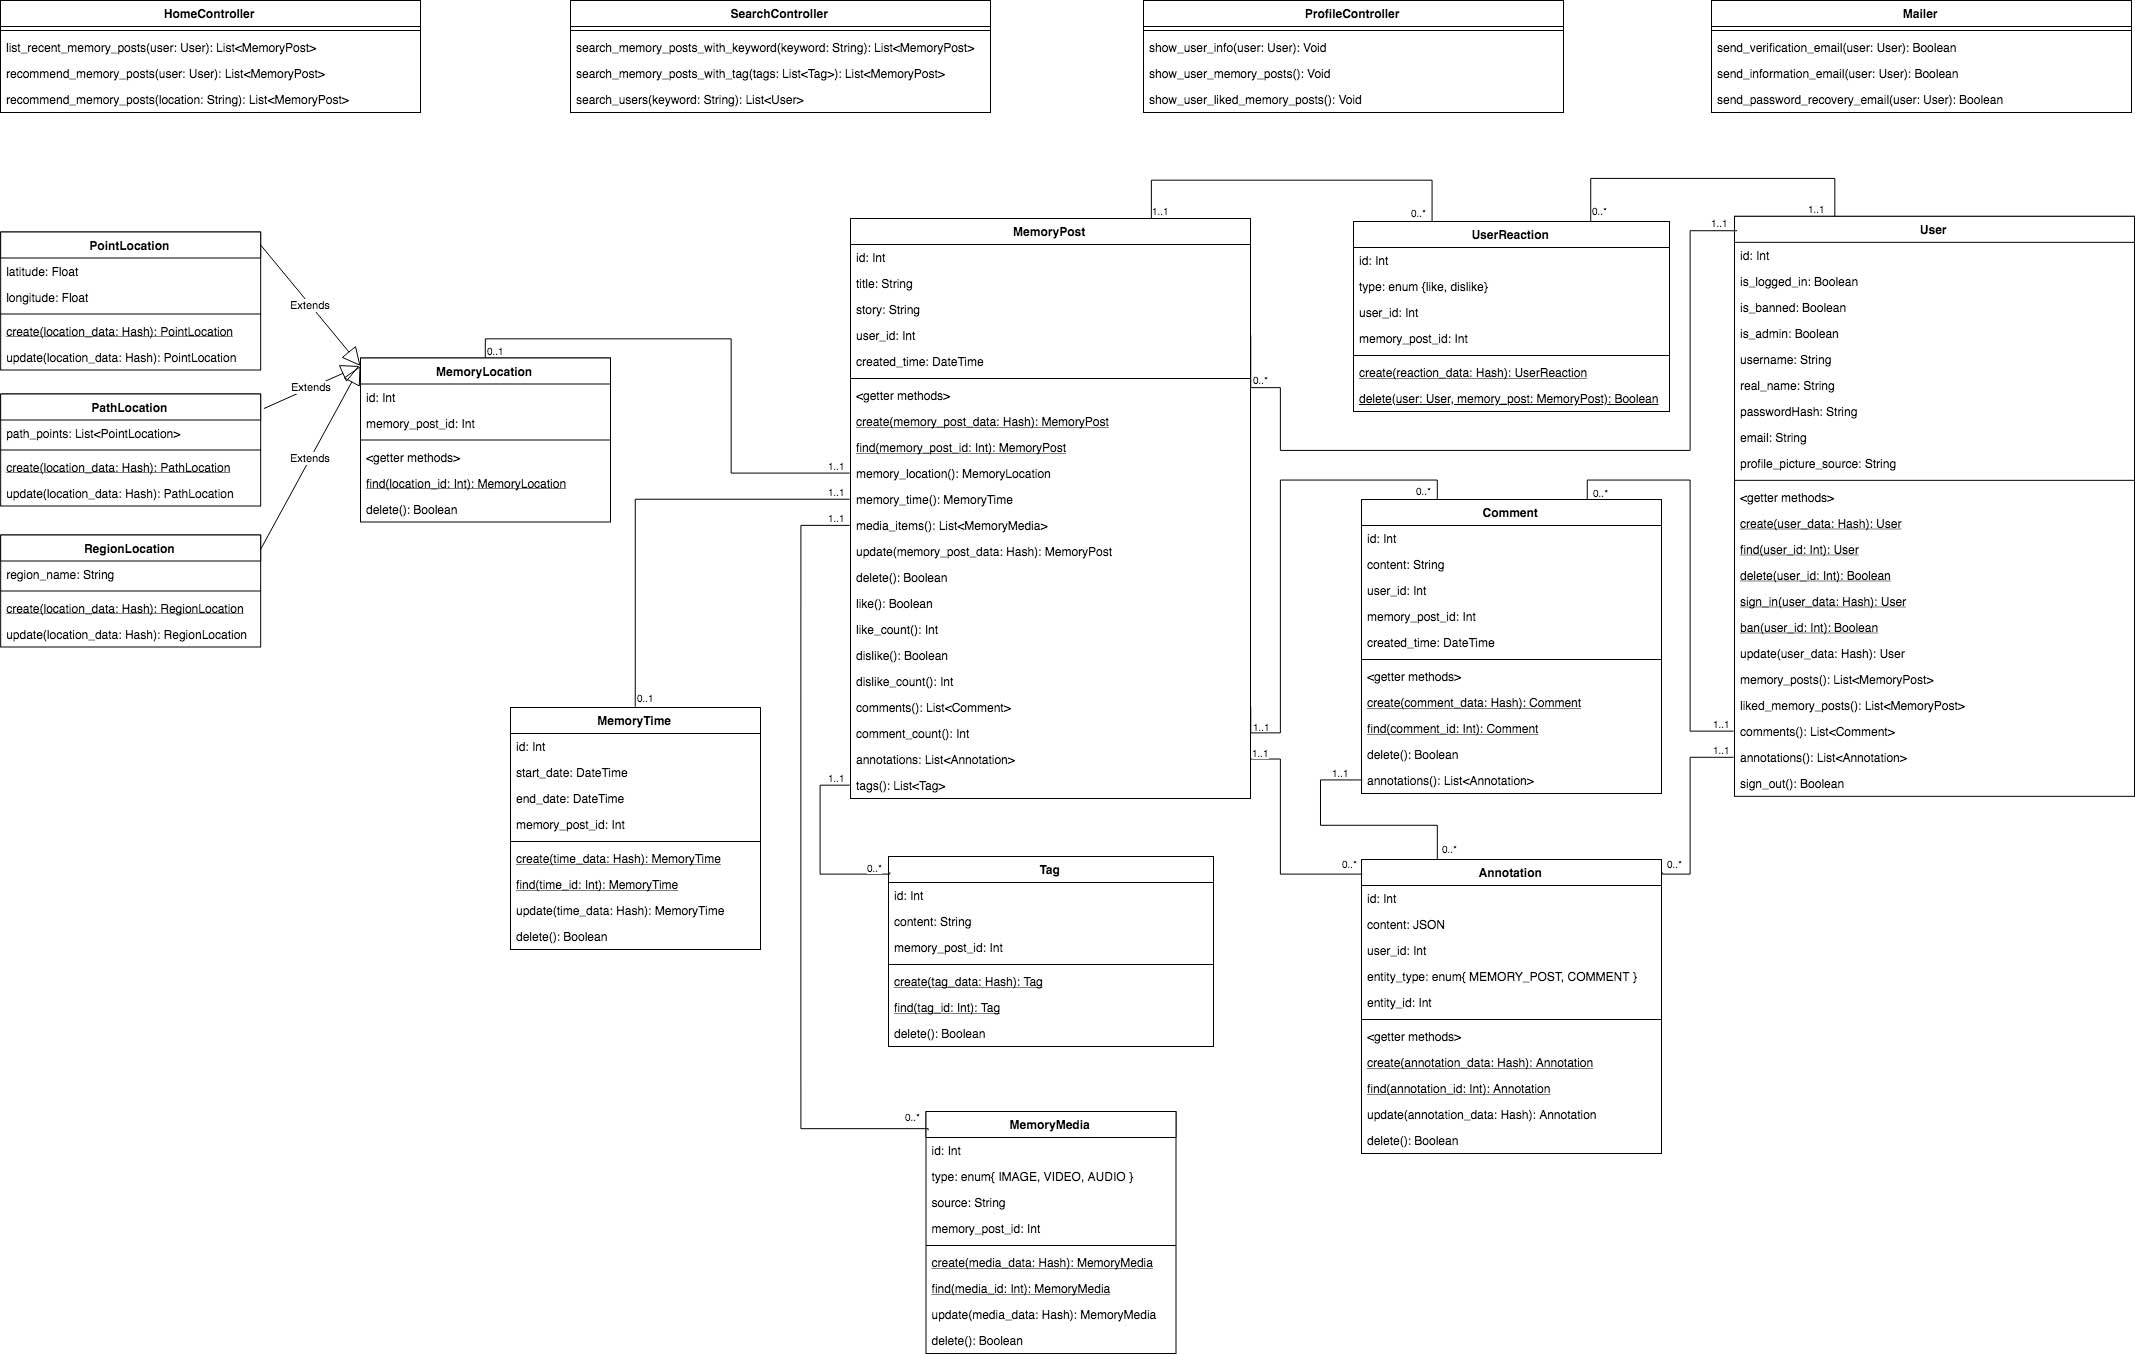 HomeController
list_recent_memory_posts(user: User): List<MemoryPost>
recommend_memory_posts(user: User): List<MemoryPost>
recommend_memory_posts(location: String): List<MemoryPost>
SearchController
search_memory_posts_with_keyword(keyword: String): List<MemoryPost>
search_memory_posts_with_tag(tags: List<Tag>): List<MemoryPost>
search_users(keyword: String): List<User>
ProfileController
show_user_info(user: User): Void
show_user_memory_posts(): Void
show_user_liked_memory_posts(): Void
Mailer
send_verification_email(user: User): Boolean
send_information_email(user: User): Boolean
send_password_recovery_email(user: User): Boolean
PointLocation
latitude: Float
longitude: Float
create(location_data: Hash): PointLocation
update(location_data: Hash): PointLocation
Extends
PathLocation
path_points: List<PointLocation>
create(location_data: Hash): PathLocation
update(location_data: Hash): PathLocation
Extends
RegionLocation
region_name: String
create(location_data: Hash): RegionLocation
update(location_data: Hash): RegionLocation
Extends
0..1
MemoryLocation
id: Int
memory_post_id: Int
<getter methods>
find(location_id: Int): MemoryLocation
delete(): Boolean
1..1
1..1
1..1
0..1
MemoryTime
id: Int
start_date: DateTime
end_date: DateTime
memory_post_id: Int
create(time_data: Hash): MemoryTime
find(time_id: Int): MemoryTime
update(time_data: Hash): MemoryTime
delete(): Boolean
1..1
MemoryPost
id: Int
title: String
story: String
user_id: Int
created_time: DateTime
<getter methods>
create(memory_post_data: Hash): MemoryPost
find(memory_post_id: Int): MemoryPost
memory_location(): MemoryLocation
memory_time(): MemoryTime
media_items(): List<MemoryMedia>
update(memory_post_data: Hash): MemoryPost
delete(): Boolean
like(): Boolean
like_count(): Int
dislike(): Boolean
dislike_count(): Int
comments(): List<Comment>
comment_count(): Int
annotations: List<Annotation>
tags(): List<Tag>
0..*
1..1
1..1
1..1
0..*
Tag
id: Int
content: String
memory_post_id: Int
create(tag_data: Hash): Tag
find(tag_id: Int): Tag
delete(): Boolean
0..*
MemoryMedia
id: Int
type: enum{ IMAGE, VIDEO, AUDIO }
source: String
memory_post_id: Int
create(media_data: Hash): MemoryMedia
find(media_id: Int): MemoryMedia
update(media_data: Hash): MemoryMedia
delete(): Boolean
0..*
0..*
UserReaction
id: Int
type: enum {like, dislike}
user_id: Int
memory_post_id: Int
create(reaction_data: Hash): UserReaction
delete(user: User, memory_post: MemoryPost): Boolean
0..*
0..*
Comment
id: Int
content: String
user_id: Int
memory_post_id: Int
created_time: DateTime
<getter methods>
create(comment_data: Hash): Comment
find(comment_id: Int): Comment
delete(): Boolean
annotations(): List<Annotation>
1..1
0..*
0..*
0..*
Annotation
id: Int
content: JSON
user_id: Int
entity_type: enum{ MEMORY_POST, COMMENT }
entity_id: Int
<getter methods>
create(annotation_data: Hash): Annotation
find(annotation_id: Int): Annotation
update(annotation_data: Hash): Annotation
delete(): Boolean
1..1
1..1
User
id: Int
is_logged_in: Boolean
is_banned: Boolean
is_admin: Boolean
username: String
real_name: String
passwordHash: String
email: String
profile_picture_source: String
<getter methods>
create(user_data: Hash): User
find(user_id: Int): User
delete(user_id: Int): Boolean
sign_in(user_data: Hash): User
ban(user_id: Int): Boolean
update(user_data: Hash): User
memory_posts(): List<MemoryPost>
liked_memory_posts(): List<MemoryPost>
comments(): List<Comment>
annotations(): List<Annotation>
sign_out(): Boolean
1..1
1..1